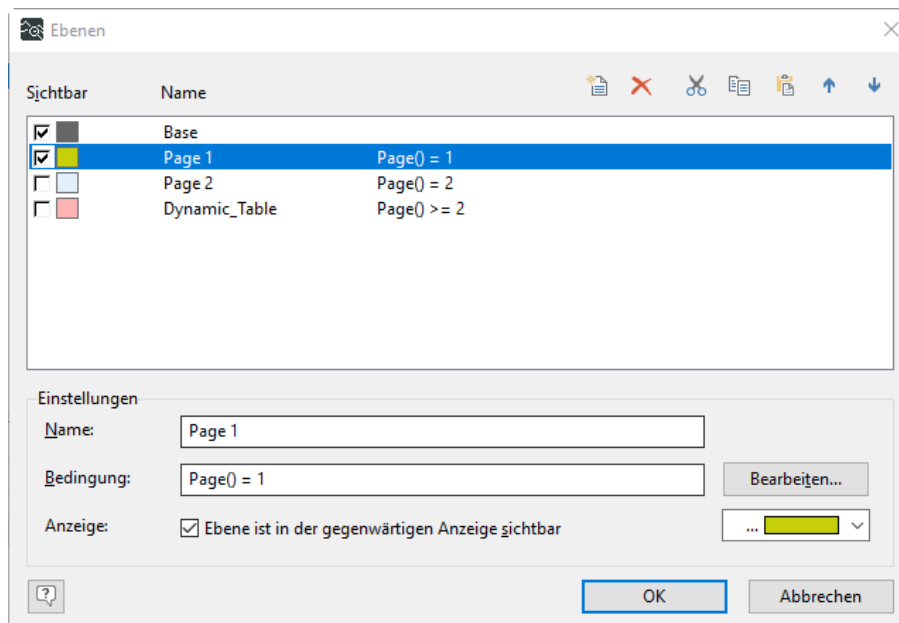 Ebenen
Sichtbar Name
Base
Page 1 Page() = 1
Page 2 Page() = 2
Dynamic_Table Page() >= 2
Einstellungen
Name: Page 1
Bedingung: Page() = 1 Bearbeiten...
Anzeige: Ebene ist in der gegenwärtigen Anzeige sichtbar ...
OK Abbrechen